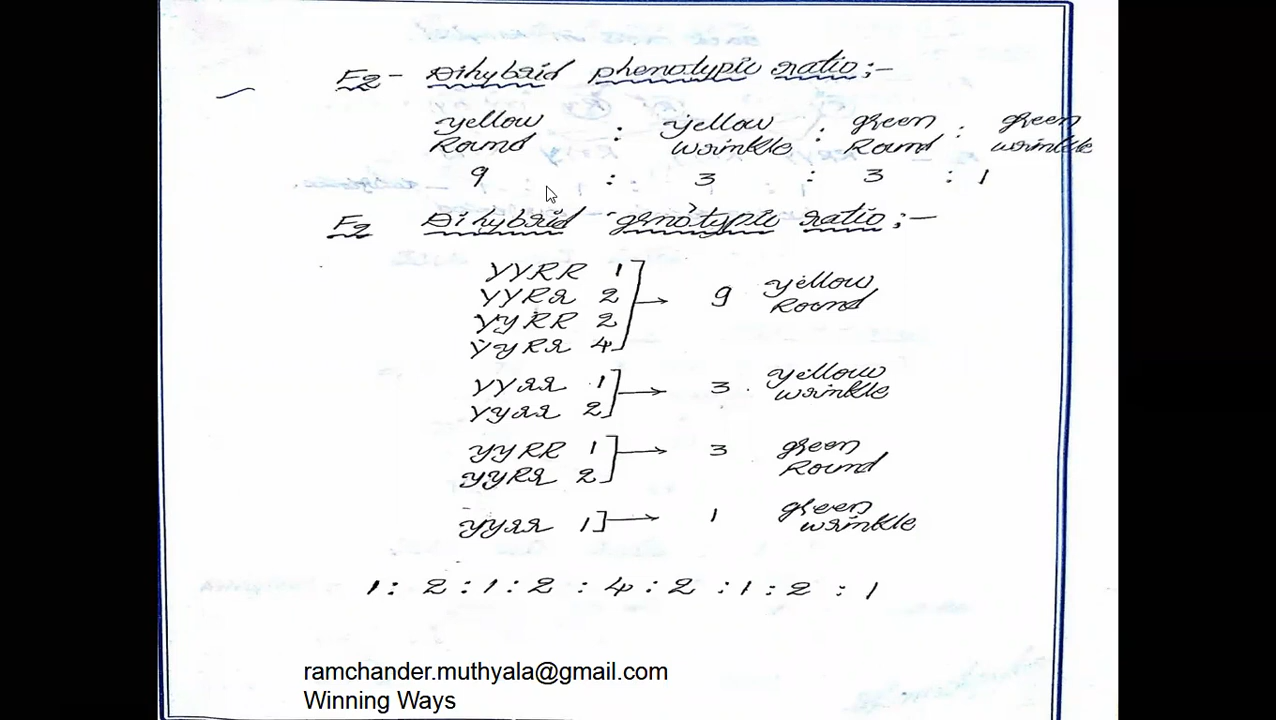 F2 - Dihybrid phenotypic ratio ;-
yellow Round : yellow wrinkle : green Round : green wrinkle
9 : 3 : 3 : 1
F2 Dihybrid genotypic ratio ;-
YYRR 1
YYRr 2 → 9 yellow Round
YyRR 2
YyRr 4
YYrr 1 → 3 yellow wrinkle
Yyrr 2
yyRR 1 → 3 green Round
yyRr 2
yyrr 1 → 1 green wrinkle
1 : 2 : 1 : 2 : 4 : 2 : 1 : 2 : 1
ramchander.muthyala@gmail.com
Winning Ways